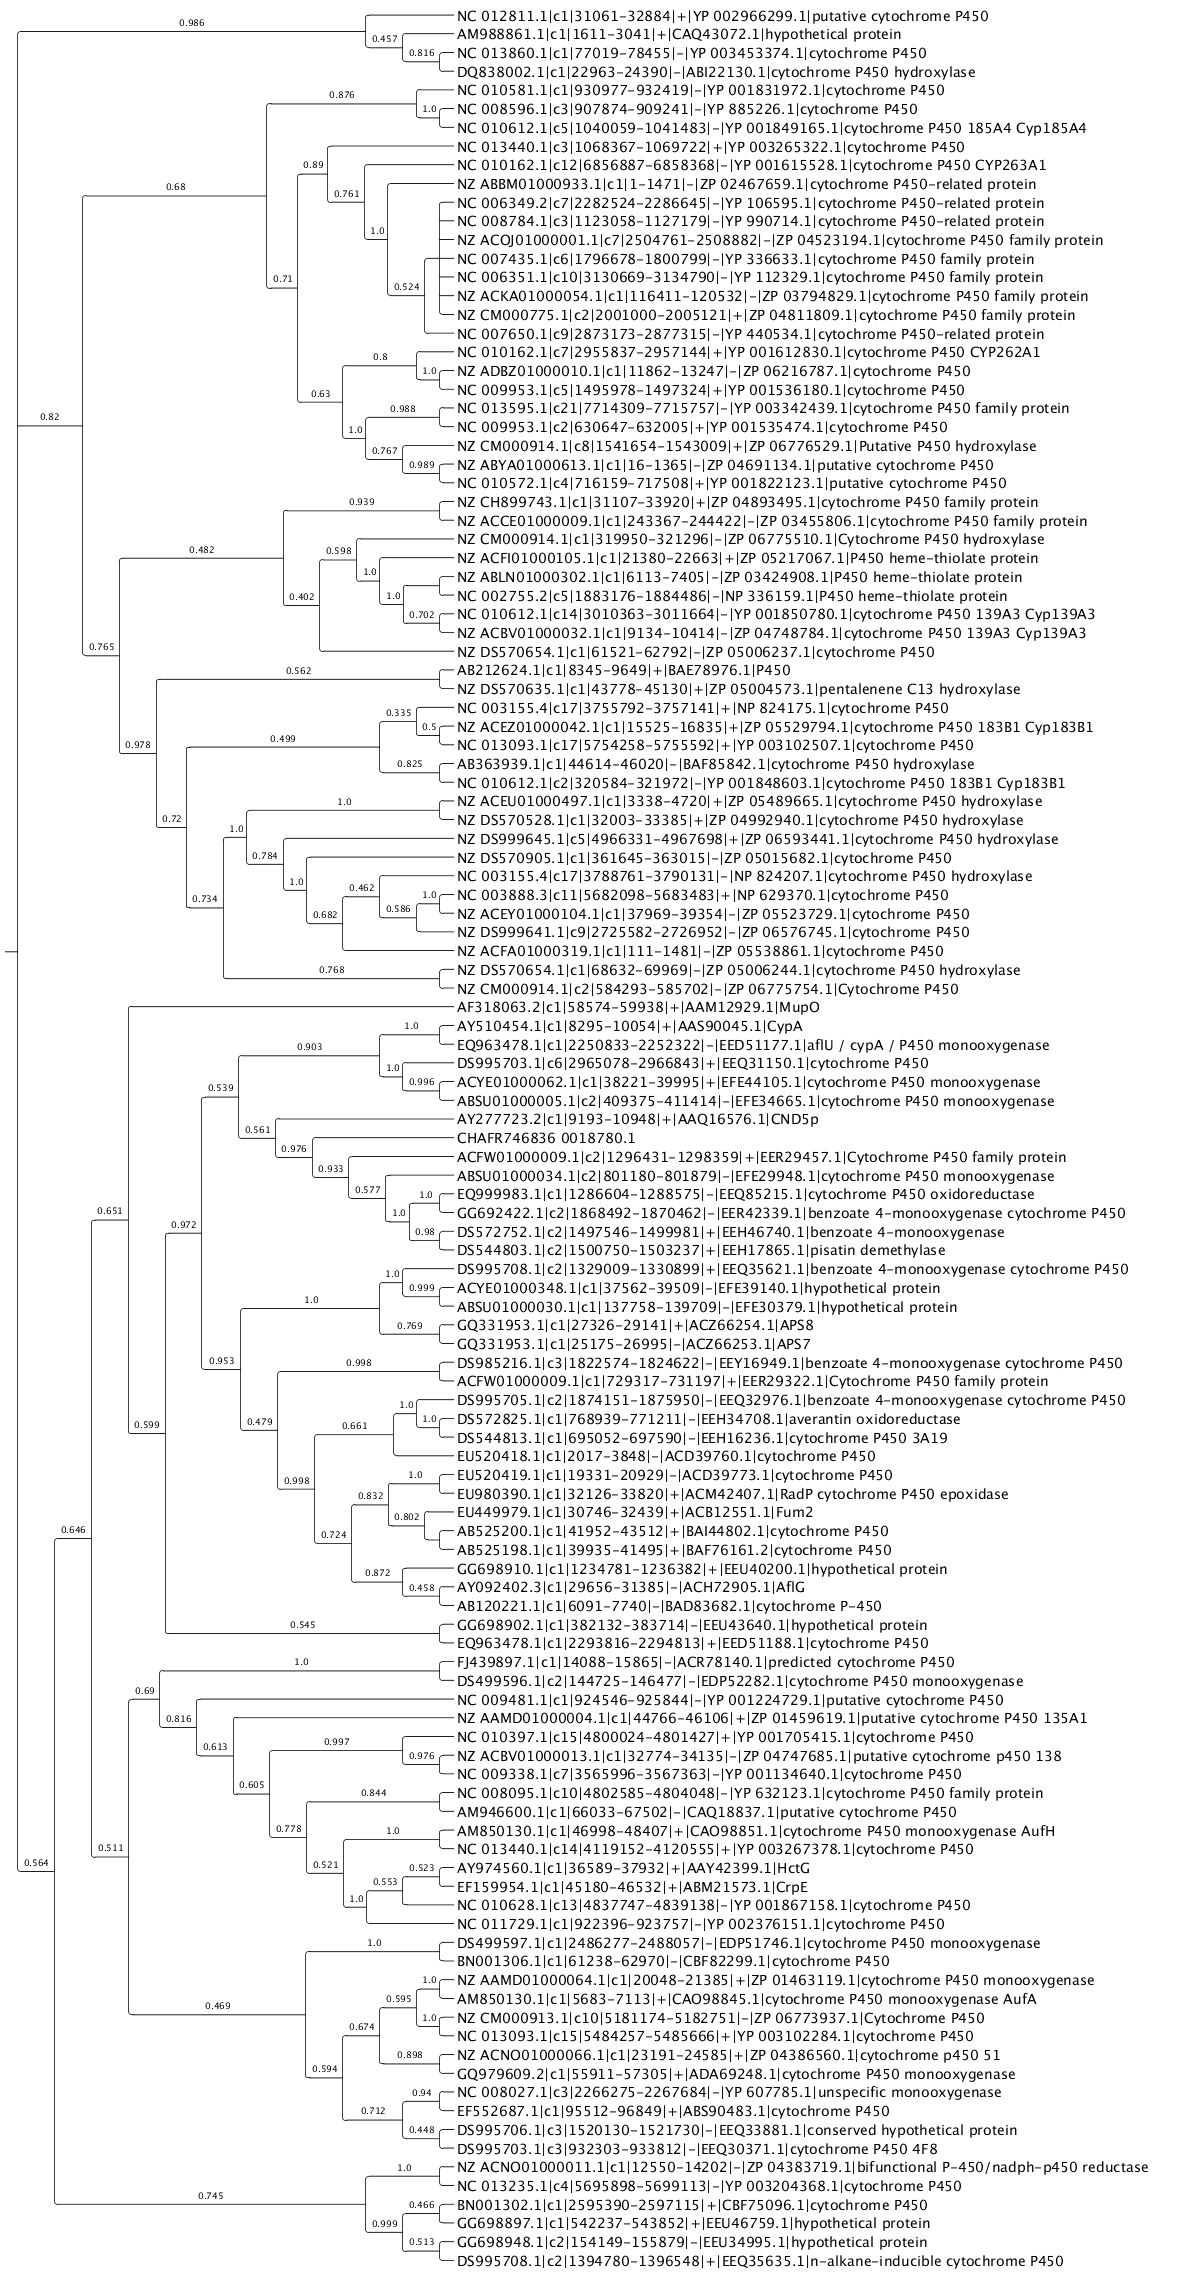 NC 012811.1|c1|31061-32884|+|YP 002966299.1|putative cytochrome P450
0.986
AM988861.1|c1|1611-3041|+|CAQ43072.1|hypothetical protein
0.457
NC 013860.1|c1|77019-78455|-|YP 003453374.1|cytochrome P450
0.816
DQ838002.1|c1|22963-24390|-|ABI22130.1|cytochrome P450 hydroxylase
NC 010581.1|c1|930977-932419|-|YP 001831972.1|cytochrome P450
0.876
NC 008596.1|c3|907874-909241|-|YP 885226.1|cytochrome P450
1.0
NC 010612.1|c5|1040059-1041483|-|YP 001849165.1|cytochrome P450 185A4 Cyp185A4
NC 013440.1|c3|1068367-1069722|+|YP 003265322.1|cytochrome P450
0.89
NC 010162.1|c12|6856887-6858368|-|YP 001615528.1|cytochrome P450 CYP263A1
0.68
NZ ABBM01000933.1|c1|1-1471|-|ZP 02467659.1|cytochrome P450-related protein
0.761
NC 006349.2|c7|2282524-2286645|-|YP 106595.1|cytochrome P450-related protein
NC 008784.1|c3|1123058-1127179|-|YP 990714.1|cytochrome P450-related protein
1.0
NZ ACQJ01000001.1|c7|2504761-2508882|-|ZP 04523194.1|cytochrome P450 family protein
NC 007435.1|c6|1796678-1800799|-|YP 336633.1|cytochrome P450 family protein
NC 006351.1|c10|3130669-3134790|-|YP 112329.1|cytochrome P450 family protein
0.71
0.524
NZ ACKA01000054.1|c1|116411-120532|-|ZP 03794829.1|cytochrome P450 family protein
NZ CM000775.1|c2|2001000-2005121|+|ZP 04811809.1|cytochrome P450 family protein
NC 007650.1|c9|2873173-2877315|-|YP 440534.1|cytochrome P450-related protein
NC 010162.1|c7|2955837-2957144|+|YP 001612830.1|cytochrome P450 CYP262A1
0.8
NZ ADBZ01000010.1|c1|11862-13247|-|ZP 06216787.1|cytochrome P450
1.0
NC 009953.1|c5|1495978-1497324|+|YP 001536180.1|cytochrome P450
0.63
NC 013595.1|c21|7714309-7715757|-|YP 003342439.1|cytochrome P450 family protein
0.988
0.82
NC 009953.1|c2|630647-632005|+|YP 001535474.1|cytochrome P450
1.0
NZ CM000914.1|c8|1541654-1543009|+|ZP 06776529.1|Putative P450 hydroxylase
0.767
NZ ABYA01000613.1|c1|16-1365|-|ZP 04691134.1|putative cytochrome P450
0.989
NC 010572.1|c4|716159-717508|+|YP 001822123.1|putative cytochrome P450
NZ CH899743.1|c1|31107-33920|+|ZP 04893495.1|cytochrome P450 family protein
0.939
NZ ACCE01000009.1|c1|243367-244422|-|ZP 03455806.1|cytochrome P450 family protein
NZ CM000914.1|c1|319950-321296|-|ZP 06775510.1|Cytochrome P450 hydroxylase
0.482
0.598
NZ ACFI01000105.1|c1|21380-22663|+|ZP 05217067.1|P450 heme-thiolate protein
1.0
NZ ABLN01000302.1|c1|6113-7405|-|ZP 03424908.1|P450 heme-thiolate protein
NC 002755.2|c5|1883176-1884486|-|NP 336159.1|P450 heme-thiolate protein
0.402
1.0
NC 010612.1|c14|3010363-3011664|-|YP 001850780.1|cytochrome P450 139A3 Cyp139A3
0.702
NZ ACBV01000032.1|c1|9134-10414|-|ZP 04748784.1|cytochrome P450 139A3 Cyp139A3
0.765
NZ DS570654.1|c1|61521-62792|-|ZP 05006237.1|cytochrome P450
AB212624.1|c1|8345-9649|+|BAE78976.1|P450
0.562
NZ DS570635.1|c1|43778-45130|+|ZP 05004573.1|pentalenene C13 hydroxylase
NC 003155.4|c17|3755792-3757141|+|NP 824175.1|cytochrome P450
0.335
NZ ACEZ01000042.1|c1|15525-16835|+|ZP 05529794.1|cytochrome P450 183B1 Cyp183B1
0.5
0.978
0.499
NC 013093.1|c17|5754258-5755592|+|YP 003102507.1|cytochrome P450
AB363939.1|c1|44614-46020|-|BAF85842.1|cytochrome P450 hydroxylase
0.825
NC 010612.1|c2|320584-321972|-|YP 001848603.1|cytochrome P450 183B1 Cyp183B1
NZ ACEU01000497.1|c1|3338-4720|+|ZP 05489665.1|cytochrome P450 hydroxylase
1.0
0.72
NZ DS570528.1|c1|32003-33385|+|ZP 04992940.1|cytochrome P450 hydroxylase
1.0
NZ DS999645.1|c5|4966331-4967698|+|ZP 06593441.1|cytochrome P450 hydroxylase
0.784
NZ DS570905.1|c1|361645-363015|-|ZP 05015682.1|cytochrome P450
NC 003155.4|c17|3788761-3790131|-|NP 824207.1|cytochrome P450 hydroxylase
1.0
0.462
NC 003888.3|c11|5682098-5683483|+|NP 629370.1|cytochrome P450
1.0
0.734
0.586
NZ ACEY01000104.1|c1|37969-39354|-|ZP 05523729.1|cytochrome P450
0.682
NZ DS999641.1|c9|2725582-2726952|-|ZP 06576745.1|cytochrome P450
NZ ACFA01000319.1|c1|111-1481|-|ZP 05538861.1|cytochrome P450
NZ DS570654.1|c1|68632-69969|-|ZP 05006244.1|cytochrome P450 hydroxylase
0.768
NZ CM000914.1|c2|584293-585702|-|ZP 06775754.1|Cytochrome P450
AF318063.2|c1|58574-59938|+|AAM12929.1|MupO
AY510454.1|c1|8295-10054|+|AAS90045.1|CypA
1.0
EQ963478.1|c1|2250833-2252322|-|EED51177.1|aflU / cypA / P450 monooxygenase
0.903
DS995703.1|c6|2965078-2966843|+|EEQ31150.1|cytochrome P450
1.0
ACYE01000062.1|c1|38221-39995|+|EFE44105.1|cytochrome P450 monooxygenase
0.996
0.539
ABSU01000005.1|c2|409375-411414|-|EFE34665.1|cytochrome P450 monooxygenase
AY277723.2|c1|9193-10948|+|AAQ16576.1|CND5p
0.561
CHAFR746836 0018780.1
0.976
ACFW01000009.1|c2|1296431-1298359|+|EER29457.1|Cytochrome P450 family protein
0.933
ABSU01000034.1|c2|801180-801879|-|EFE29948.1|cytochrome P450 monooxygenase
0.577
EQ999983.1|c1|1286604-1288575|-|EEQ85215.1|cytochrome P450 oxidoreductase
1.0
0.651
1.0
GG692422.1|c2|1868492-1870462|-|EER42339.1|benzoate 4-monooxygenase cytochrome P450
0.972
DS572752.1|c2|1497546-1499981|+|EEH46740.1|benzoate 4-monooxygenase
0.98
DS544803.1|c2|1500750-1503237|+|EEH17865.1|pisatin demethylase
DS995708.1|c2|1329009-1330899|+|EEQ35621.1|benzoate 4-monooxygenase cytochrome P450
1.0
ACYE01000348.1|c1|37562-39509|-|EFE39140.1|hypothetical protein
0.999
1.0
ABSU01000030.1|c1|137758-139709|-|EFE30379.1|hypothetical protein
GQ331953.1|c1|27326-29141|+|ACZ66254.1|APS8
0.769
GQ331953.1|c1|25175-26995|-|ACZ66253.1|APS7
0.953
DS985216.1|c3|1822574-1824622|-|EEY16949.1|benzoate 4-monooxygenase cytochrome P450
0.998
ACFW01000009.1|c1|729317-731197|+|EER29322.1|Cytochrome P450 family protein
DS995705.1|c2|1874151-1875950|-|EEQ32976.1|benzoate 4-monooxygenase cytochrome P450
1.0
DS572825.1|c1|768939-771211|-|EEH34708.1|averantin oxidoreductase
1.0
0.599
0.479
0.661
DS544813.1|c1|695052-697590|-|EEH16236.1|cytochrome P450 3A19
EU520418.1|c1|2017-3848|-|ACD39760.1|cytochrome P450
EU520419.1|c1|19331-20929|-|ACD39773.1|cytochrome P450
1.0
0.998
EU980390.1|c1|32126-33820|+|ACM42407.1|RadP cytochrome P450 epoxidase
0.832
EU449979.1|c1|30746-32439|+|ACB12551.1|Fum2
0.802
AB525200.1|c1|41952-43512|+|BAI44802.1|cytochrome P450
0.646
0.724
AB525198.1|c1|39935-41495|+|BAF76161.2|cytochrome P450
GG698910.1|c1|1234781-1236382|+|EEU40200.1|hypothetical protein
0.872
AY092402.3|c1|29656-31385|-|ACH72905.1|AflG
0.458
AB120221.1|c1|6091-7740|-|BAD83682.1|cytochrome P-450
GG698902.1|c1|382132-383714|-|EEU43640.1|hypothetical protein
0.545
EQ963478.1|c1|2293816-2294813|+|EED51188.1|cytochrome P450
FJ439897.1|c1|14088-15865|-|ACR78140.1|predicted cytochrome P450
1.0
DS499596.1|c2|144725-146477|-|EDP52282.1|cytochrome P450 monooxygenase
0.69
NC 009481.1|c1|924546-925844|-|YP 001224729.1|putative cytochrome P450
0.816
NZ AAMD01000004.1|c1|44766-46106|+|ZP 01459619.1|putative cytochrome P450 135A1
NC 010397.1|c15|4800024-4801427|+|YP 001705415.1|cytochrome P450
0.613
0.997
NZ ACBV01000013.1|c1|32774-34135|-|ZP 04747685.1|putative cytochrome p450 138
0.976
NC 009338.1|c7|3565996-3567363|-|YP 001134640.1|cytochrome P450
0.605
NC 008095.1|c10|4802585-4804048|-|YP 632123.1|cytochrome P450 family protein
0.844
AM946600.1|c1|66033-67502|-|CAQ18837.1|putative cytochrome P450
0.778
AM850130.1|c1|46998-48407|+|CAO98851.1|cytochrome P450 monooxygenase AufH
1.0
NC 013440.1|c14|4119152-4120555|+|YP 003267378.1|cytochrome P450
0.511
0.564
0.521
AY974560.1|c1|36589-37932|+|AAY42399.1|HctG
0.523
0.553
EF159954.1|c1|45180-46532|+|ABM21573.1|CrpE
1.0
NC 010628.1|c13|4837747-4839138|-|YP 001867158.1|cytochrome P450
NC 011729.1|c1|922396-923757|-|YP 002376151.1|cytochrome P450
DS499597.1|c1|2486277-2488057|-|EDP51746.1|cytochrome P450 monooxygenase
1.0
BN001306.1|c1|61238-62970|-|CBF82299.1|cytochrome P450
NZ AAMD01000064.1|c1|20048-21385|+|ZP 01463119.1|cytochrome P450 monooxygenase
1.0
AM850130.1|c1|5683-7113|+|CAO98845.1|cytochrome P450 monooxygenase AufA
0.595
0.469
NZ CM000913.1|c10|5181174-5182751|-|ZP 06773937.1|Cytochrome P450
1.0
0.674
NC 013093.1|c15|5484257-5485666|+|YP 003102284.1|cytochrome P450
NZ ACNO01000066.1|c1|23191-24585|+|ZP 04386560.1|cytochrome p450 51
0.898
0.594
GQ979609.2|c1|55911-57305|+|ADA69248.1|cytochrome P450 monooxygenase
NC 008027.1|c3|2266275-2267684|-|YP 607785.1|unspecific monooxygenase
0.94
EF552687.1|c1|95512-96849|+|ABS90483.1|cytochrome P450
0.712
DS995706.1|c3|1520130-1521730|-|EEQ33881.1|conserved hypothetical protein
0.448
DS995703.1|c3|932303-933812|-|EEQ30371.1|cytochrome P450 4F8
NZ ACNO01000011.1|c1|12550-14202|-|ZP 04383719.1|bifunctional P-450/nadph-p450 reductase
1.0
NC 013235.1|c4|5695898-5699113|-|YP 003204368.1|cytochrome P450
0.745
BN001302.1|c1|2595390-2597115|+|CBF75096.1|cytochrome P450
0.466
GG698897.1|c1|542237-543852|+|EEU46759.1|hypothetical protein
0.999
GG698948.1|c2|154149-155879|-|EEU34995.1|hypothetical protein
0.513
DS995708.1|c2|1394780-1396548|+|EEQ35635.1|n-alkane-inducible cytochrome P450